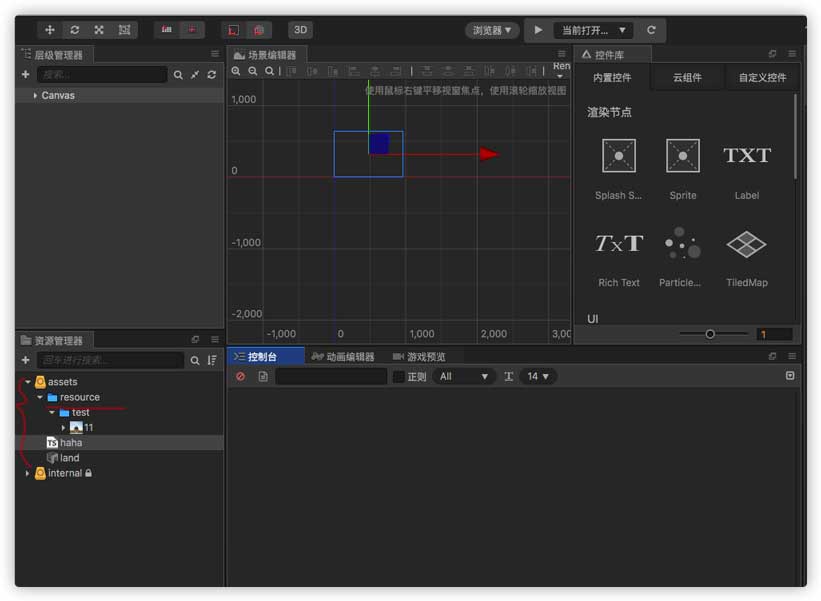 3D
浏览器
当前打开...
层级管理器
搜索...
Canvas
场景编辑器
Ren
使用鼠标右键平移视窗焦点，使用滚轮缩放视图
1,000
0
-1,000
-2,000
-1,000
0
1,000
2,000
3,00
控件库
内置控件
云组件
自定义控件
渲染节点
Splash S...
Sprite
TXT
Label
TxT
Rich Text
Particle...
TiledMap
UI
1
资源管理器
回车进行搜索...
assets
resource
test
11
TS haha
land
internal
控制台
动画编辑器
游戏预览
正则
All
14